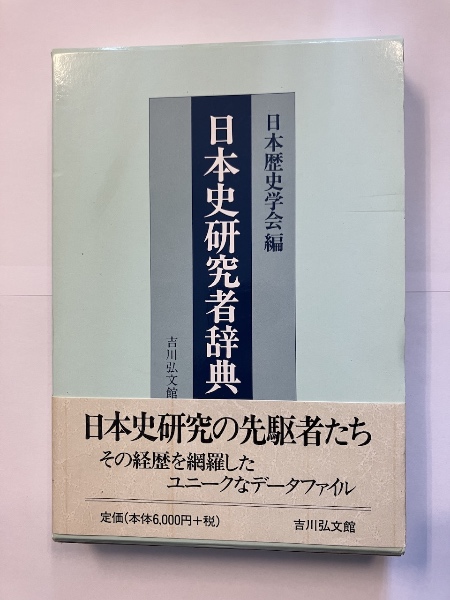 日本歴史学会編
日本史研究者辞典
吉川弘文館
日本史研究の先駆者たち
その経歴を網羅した
ユニークなデータファイル
定価(本体6,000円+税)
吉川弘文館